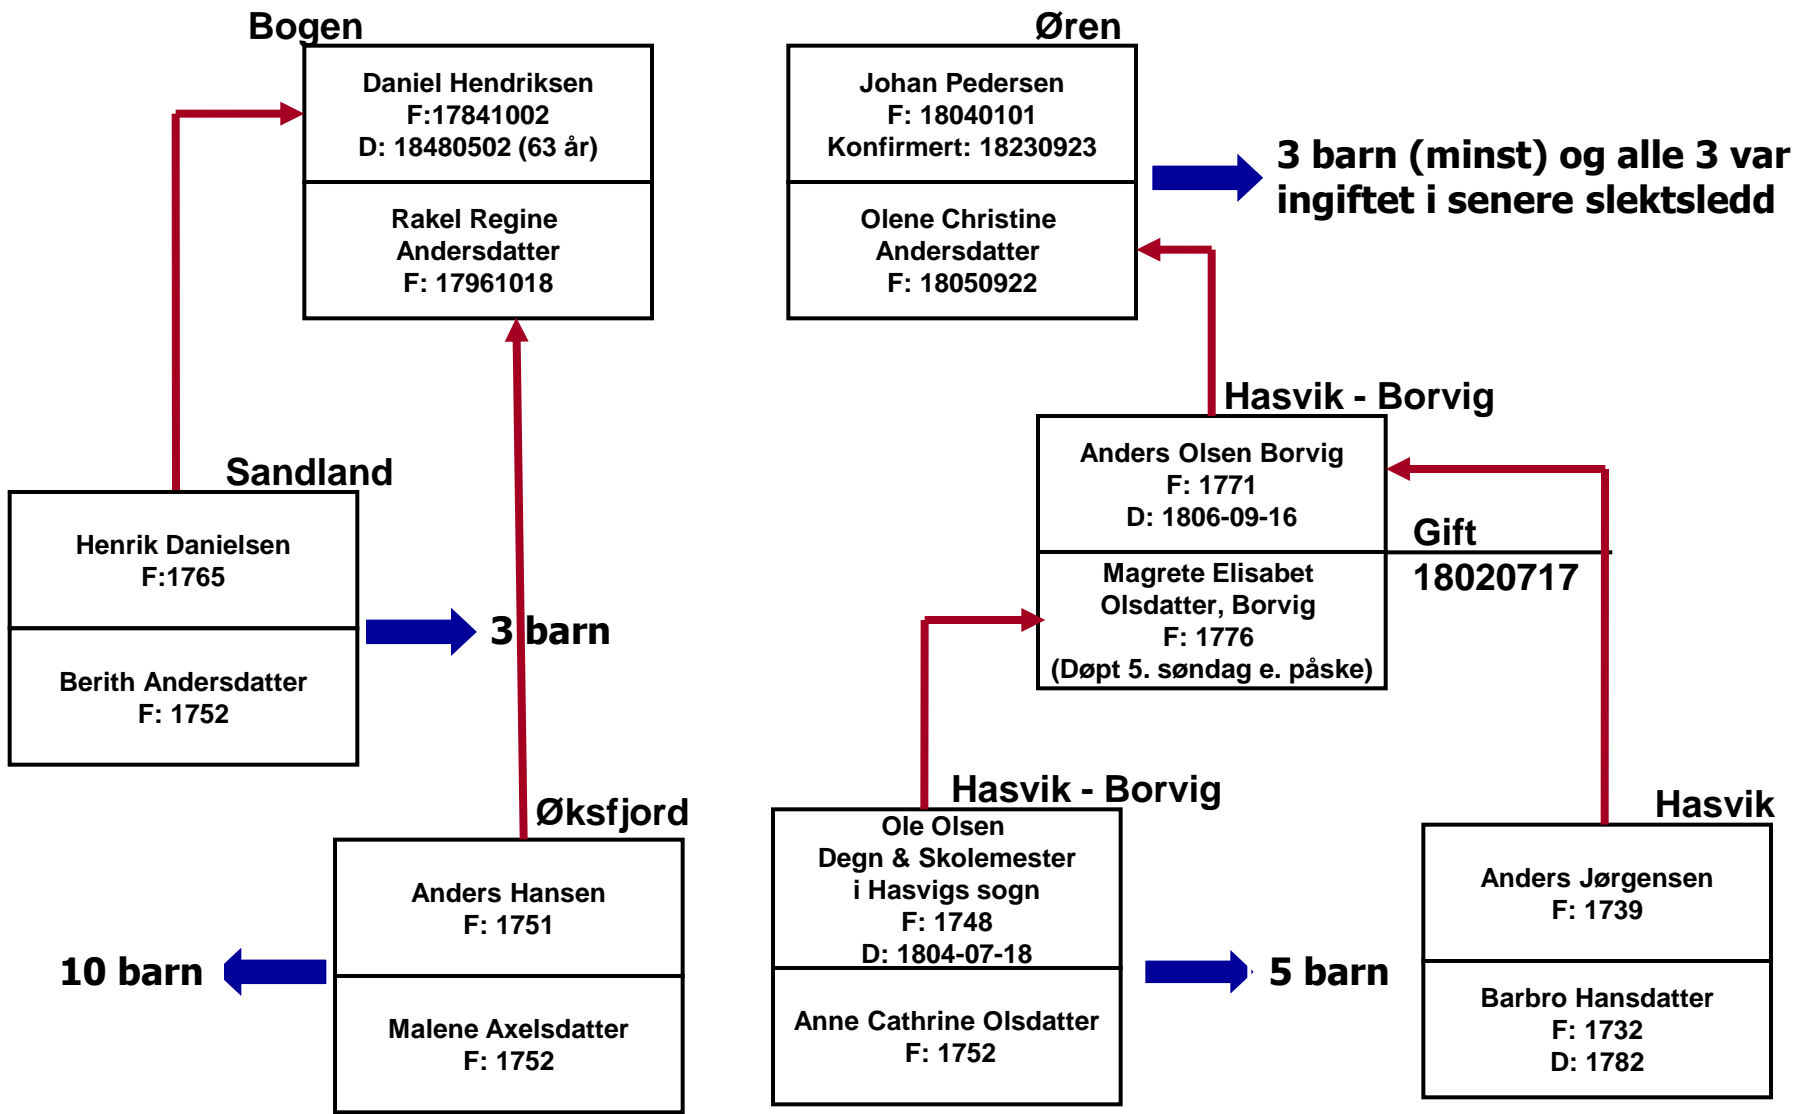 Bogen
Daniel Hendriksen
F:17841002
D: 18480502 (63 år)
Rakel Regine
Andersdatter
F: 17961018
Øren
Johan Pedersen
F: 18040101
Konfirmert: 18230923
Olene Christine
Andersdatter
F: 18050922
3 barn (minst) og alle 3 var
ingiftet i senere slektsledd
Sandland
Henrik Danielsen
F:1765
Berith Andersdatter
F: 1752
3 barn
Hasvik - Borvig
Anders Olsen Borvig
F: 1771
D: 1806-09-16
Magrete Elisabet
Olsdatter, Borvig
F: 1776
(Døpt 5. søndag e. påske)
Gift
18020717
Øksfjord
Anders Hansen
F: 1751
Malene Axelsdatter
F: 1752
10 barn
Hasvik - Borvig
Ole Olsen
Degn & Skolemester
i Hasvigs sogn
F: 1748
D: 1804-07-18
Anne Cathrine Olsdatter
F: 1752
5 barn
Hasvik
Anders Jørgensen
F: 1739
Barbro Hansdatter
F: 1732
D: 1782